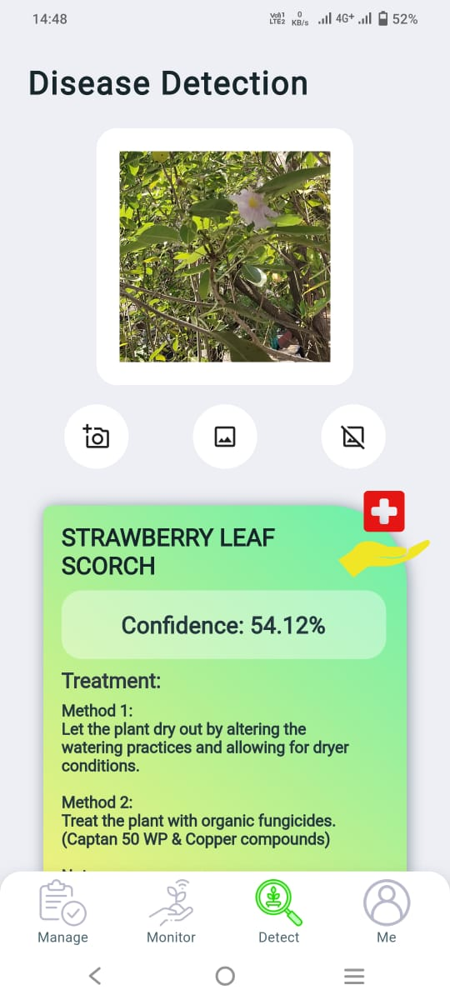 14:48
Vo)) 1
LTE2
0
KB/s
4G+
52%
Disease Detection
STRAWBERRY LEAF
SCORCH
Confidence: 54.12%
Treatment:
Method 1:
Let the plant dry out by altering the
watering practices and allowing for dryer
conditions.
Method 2:
Treat the plant with organic fungicides.
(Captan 50 WP & Copper compounds)
Manage
Monitor
Detect
Me